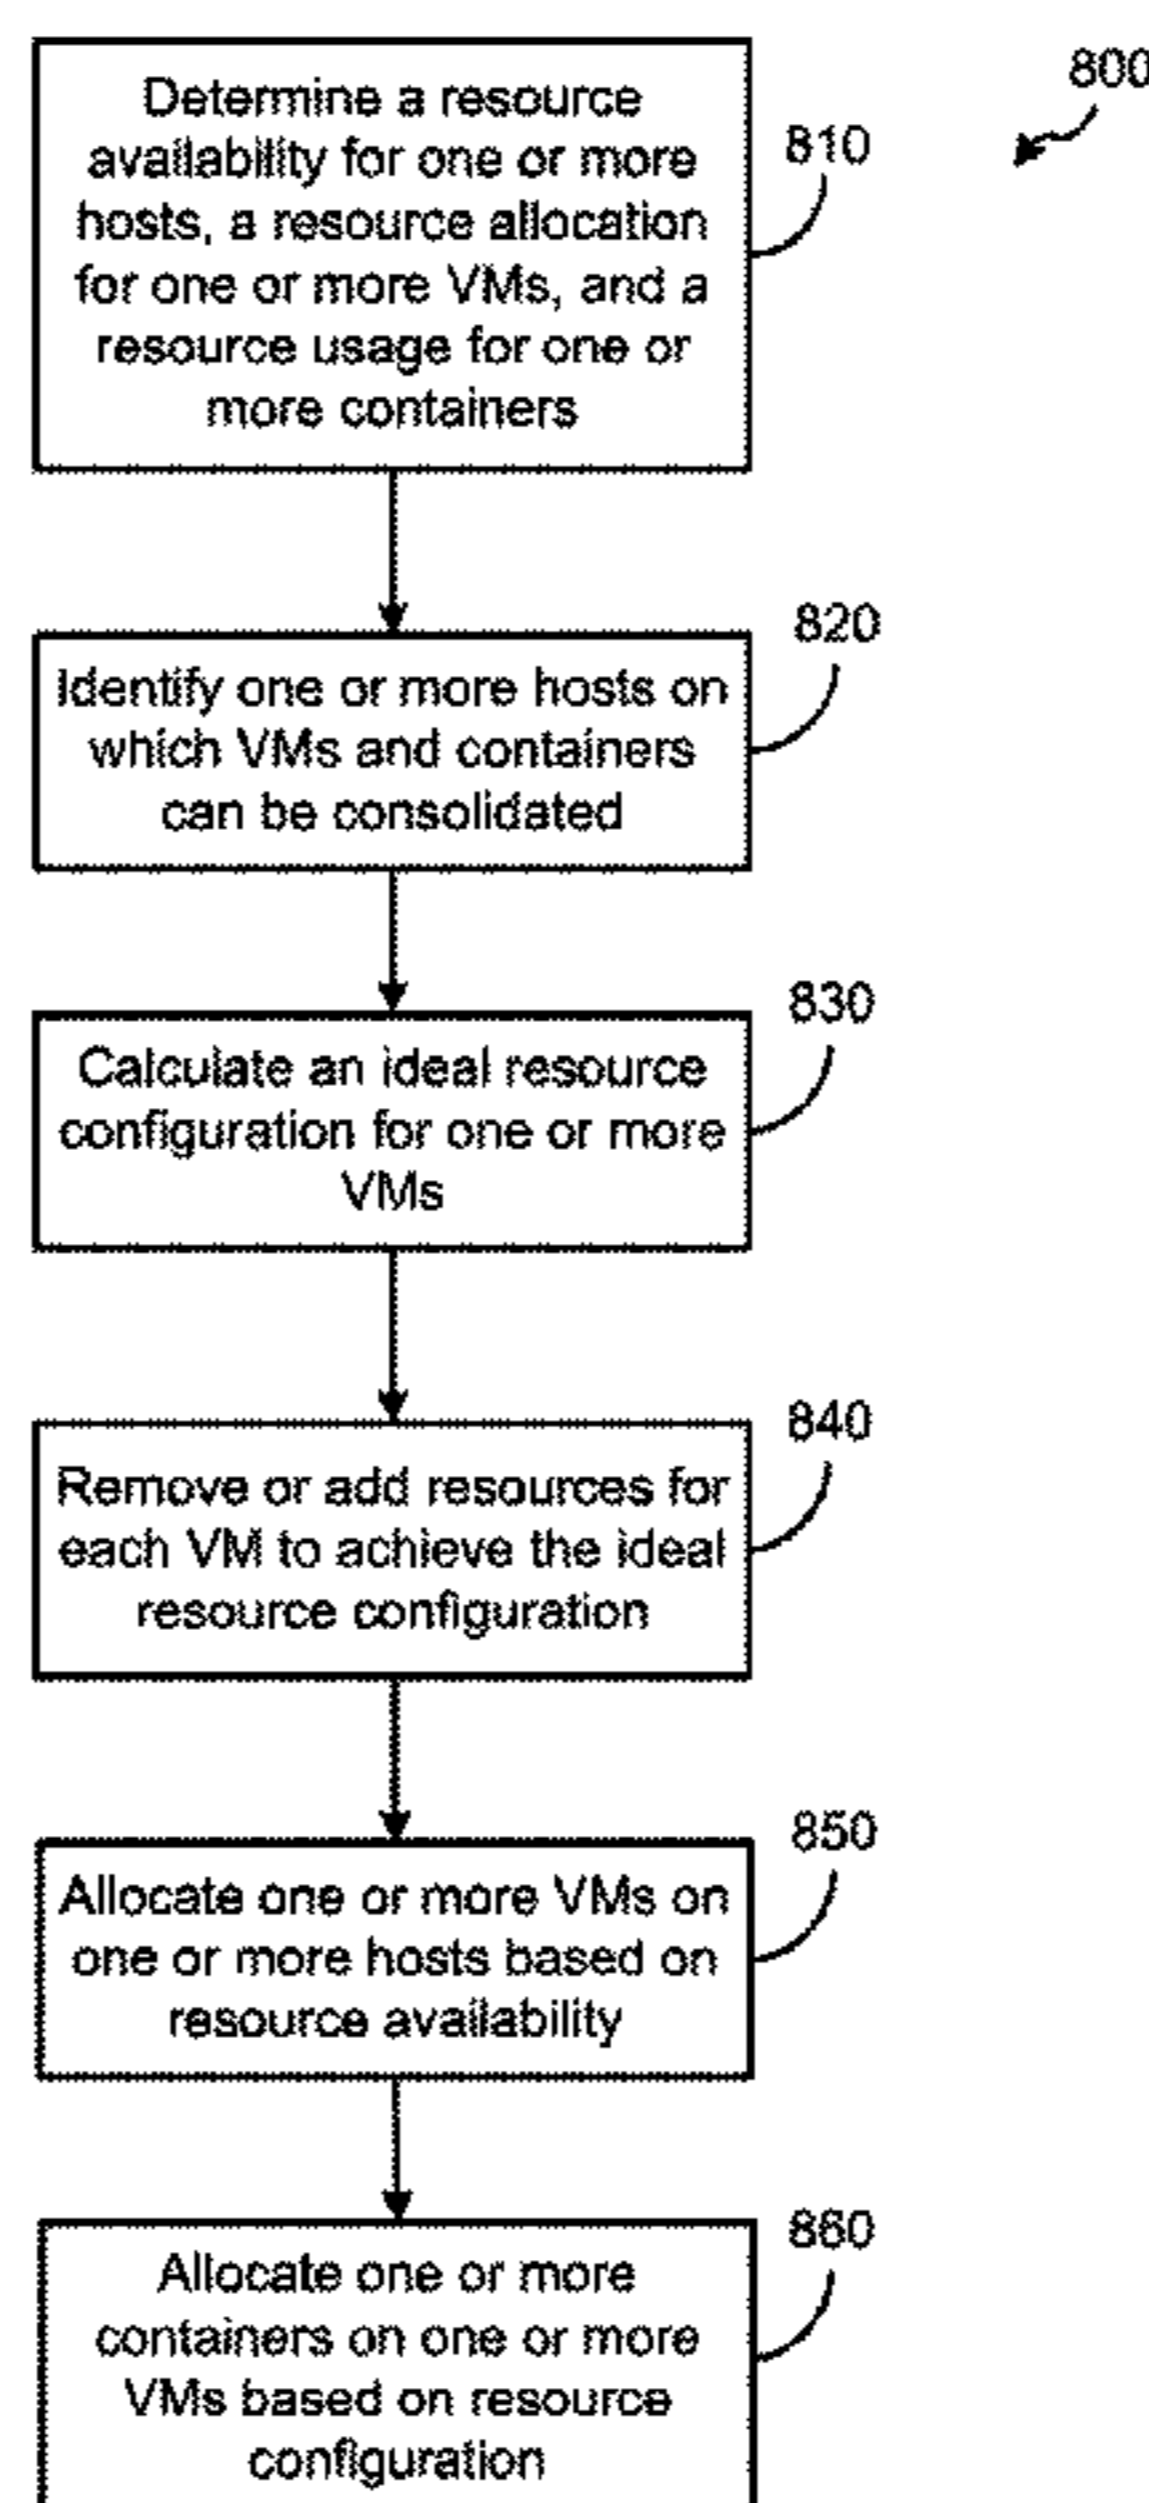 800
Determine a resource
availability for one or more
hosts, a resource allocation
for one or more VMs, and a
resource usage for one or
more containers
810
Identify one or more hosts on
which VMs and containers
can be consolidated
820
Calculate an ideal resource
configuration for one or more
VMs
830
Remove or add resources for
each VM to achieve the ideal
resource configuration
840
Allocate one or more VMs on
one or more hosts based on
resource availability
850
Allocate one or more
containers on one or more
VMs based on resource
configuration
860